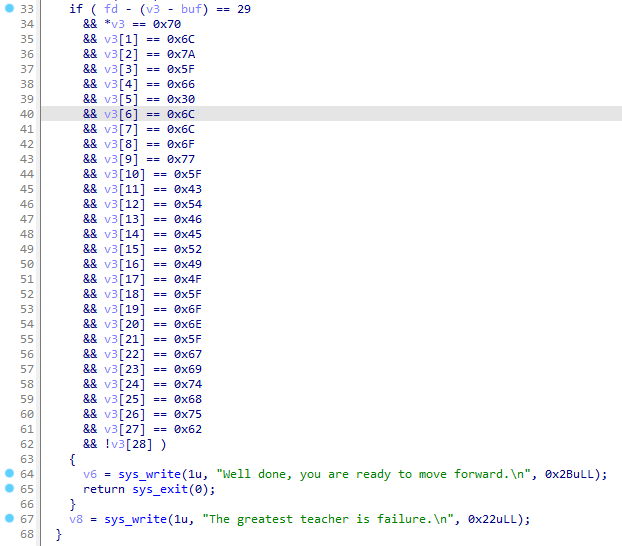 33 if ( fd - (v3 - buf) == 29
34 && *v3 == 0x70
35 && v3[1] == 0x6C
36 && v3[2] == 0x7A
37 && v3[3] == 0x5F
38 && v3[4] == 0x66
39 && v3[5] == 0x30
40 && v3[6] == 0x6C
41 && v3[7] == 0x6C
42 && v3[8] == 0x6F
43 && v3[9] == 0x77
44 && v3[10] == 0x5F
45 && v3[11] == 0x43
46 && v3[12] == 0x54
47 && v3[13] == 0x46
48 && v3[14] == 0x45
49 && v3[15] == 0x52
50 && v3[16] == 0x49
51 && v3[17] == 0x4F
52 && v3[18] == 0x5F
53 && v3[19] == 0x6F
54 && v3[20] == 0x6E
55 && v3[21] == 0x5F
56 && v3[22] == 0x67
57 && v3[23] == 0x69
58 && v3[24] == 0x74
59 && v3[25] == 0x68
60 && v3[26] == 0x75
61 && v3[27] == 0x62
62 && !v3[28] )
63 {
64 v6 = sys_write(1u, "Well done, you are ready to move forward.\n", 0x2BuLL);
65 return sys_exit(0);
66 }
67 v8 = sys_write(1u, "The greatest teacher is failure.\n", 0x22uLL);
68 }